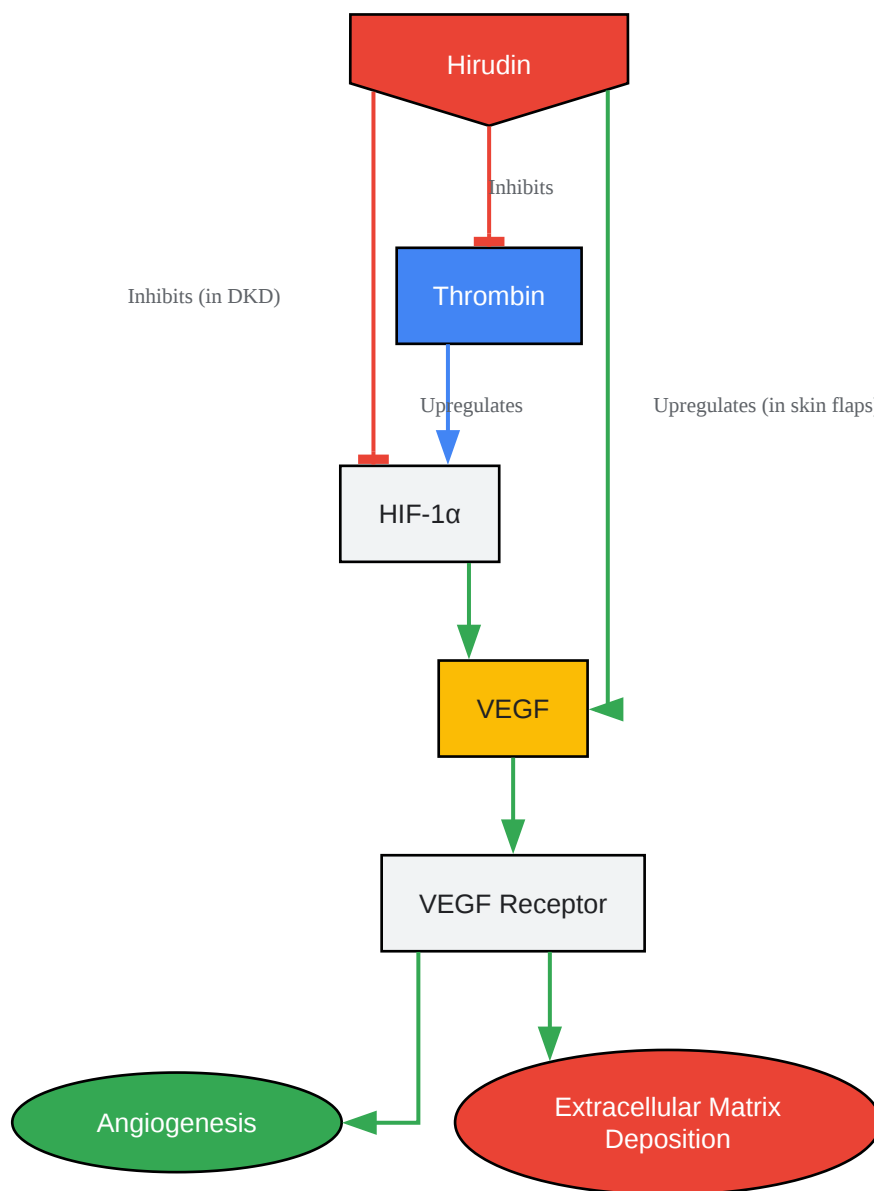 Hirudin
Inhibits
Thrombin
Inhibits (in DKD)
Upregulates
Upregulates (in skin flaps)
HIF-1α
VEGF
VEGF Receptor
Angiogenesis
Extracellular Matrix
Deposition